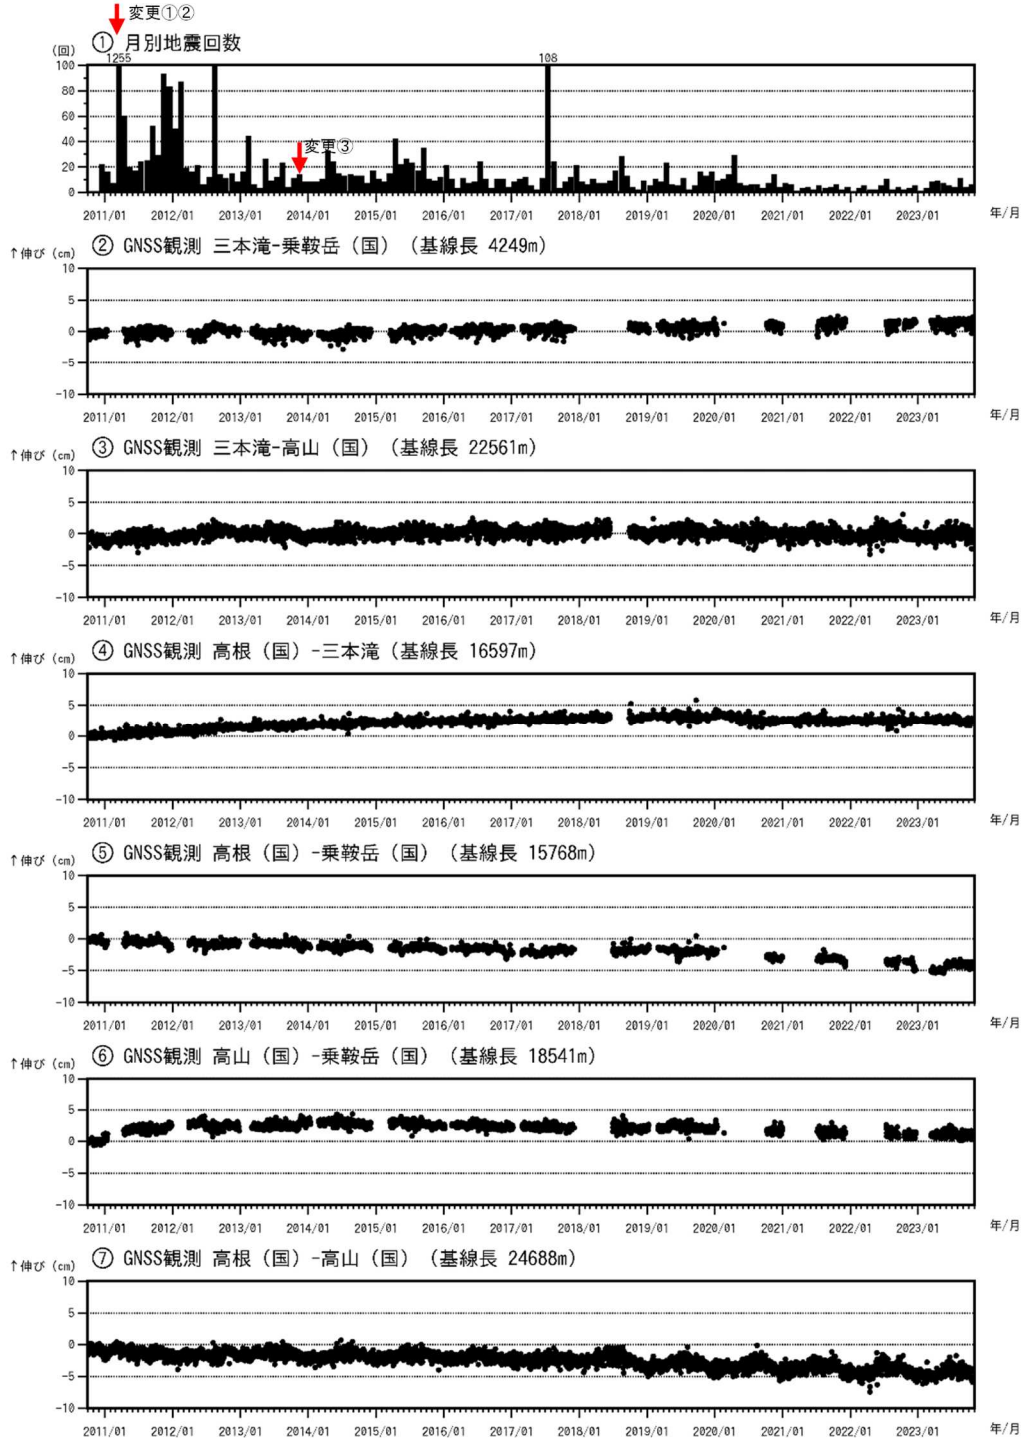 変更①②
① 月別地震回数
(回)
1255
108
100
80
60
40
20
0
変更③
2011/01 2012/01 2013/01 2014/01 2015/01 2016/01 2017/01 2018/01 2019/01 2020/01 2021/01 2022/01 2023/01 年/月
↑伸び (cm) ② GNSS観測 三本滝-乗鞍岳（国）（基線長 4249m）
10
5
0
-5
-10
2011/01 2012/01 2013/01 2014/01 2015/01 2016/01 2017/01 2018/01 2019/01 2020/01 2021/01 2022/01 2023/01 年/月
↑伸び (cm) ③ GNSS観測 三本滝-高山（国）（基線長 22561m）
10
5
0
-5
-10
2011/01 2012/01 2013/01 2014/01 2015/01 2016/01 2017/01 2018/01 2019/01 2020/01 2021/01 2022/01 2023/01 年/月
↑伸び (cm) ④ GNSS観測 高根（国）-三本滝（基線長 16597m）
10
5
0
-5
-10
2011/01 2012/01 2013/01 2014/01 2015/01 2016/01 2017/01 2018/01 2019/01 2020/01 2021/01 2022/01 2023/01 年/月
↑伸び (cm) ⑤ GNSS観測 高根（国）-乗鞍岳（国）（基線長 15768m）
10
5
0
-5
-10
2011/01 2012/01 2013/01 2014/01 2015/01 2016/01 2017/01 2018/01 2019/01 2020/01 2021/01 2022/01 2023/01 年/月
↑伸び (cm) ⑥ GNSS観測 高山（国）-乗鞍岳（国）（基線長 18541m）
10
5
0
-5
-10
2011/01 2012/01 2013/01 2014/01 2015/01 2016/01 2017/01 2018/01 2019/01 2020/01 2021/01 2022/01 2023/01 年/月
↑伸び (cm) ⑦ GNSS観測 高根（国）-高山（国）（基線長 24688m）
10
5
0
-5
-10
2011/01 2012/01 2013/01 2014/01 2015/01 2016/01 2017/01 2018/01 2019/01 2020/01 2021/01 2022/01 2023/01 年/月